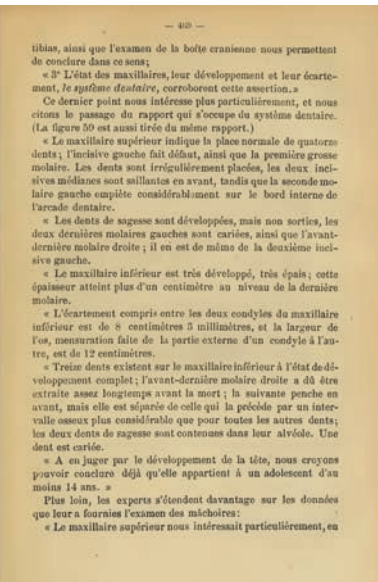 — 469 —
tibias, ainsi que l'examen de la boîte cranienne nous permettent
de conclure dans ce sens;
« 3° L'état des maxillaires, leur développement et leur écarte-
ment, le système dentaire, corroborent cette assertion. »
Ce dernier point nous intéresse plus particulièrement, et nous
citons le passage du rapport qui s'occupe du système dentaire.
(La figure 59 est aussi tirée du même rapport.)
« Le maxillaire supérieur indique la place normale de quatorze
dents; l'incisive gauche fait défaut, ainsi que la première grosse
molaire. Les dents sont irrégulièrement placées, les deux inci-
sives médianes sont saillantes en avant, tandis que la seconde mo-
laire gauche empiète considérablement sur le bord interne de
l'arcade dentaire.
« Les dents de sagesse sont développées, mais non sorties, les
deux dernières molaires gauches sont cariées, ainsi que l'avant-
dernière molaire droite; il en est de même de la deuxième inci-
sive gauche.
« Le maxillaire inférieur est très développé, très épais; cette
épaisseur atteint plus d'un centimètre au niveau de la dernière
molaire.
« L'écartement compris entre les deux condyles du maxillaire
inférieur est de 8 centimètres 5 millimètres, et la largeur de
l'os, mensuration faite de la partie externe d'un condyle à l'au-
tre, est de 12 centimètres.
« Treize dents existent sur le maxillaire inférieur à l'état de dé-
veloppement complet; l'avant-dernière molaire droite a dû être
extraite assez longtemps avant la mort; la suivante penche en
avant, mais elle est séparée de celle qui la précède par un inter-
valle osseux plus considérable que pour toutes les autres dents;
les deux dents de sagesse sont contenues dans leur alvéole. Une
dent est cariée.
« A en juger par le développement de la tête, nous croyons
pouvoir conclure déjà qu'elle appartient à un adolescent d'au
moins 14 ans. »
Plus loin, les experts s'étendent davantage sur les données
que leur a fournies l'examen des mâchoires:
« Le maxillaire supérieur nous intéressait particulièrement, en